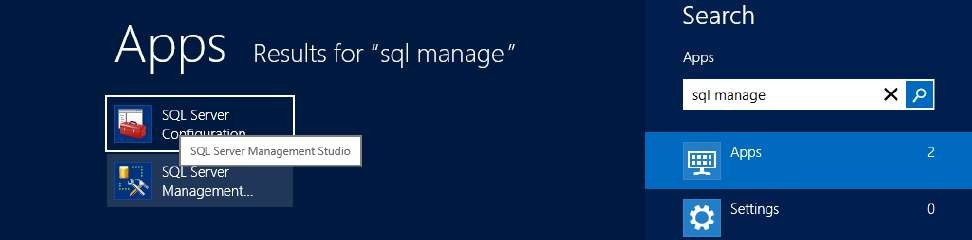 Apps Results for “sql manage”
SQL Server
Configuration
SQL Server Management Studio
SQL Server
Management...
Search
Apps
sql manage
Apps 2
Settings 0